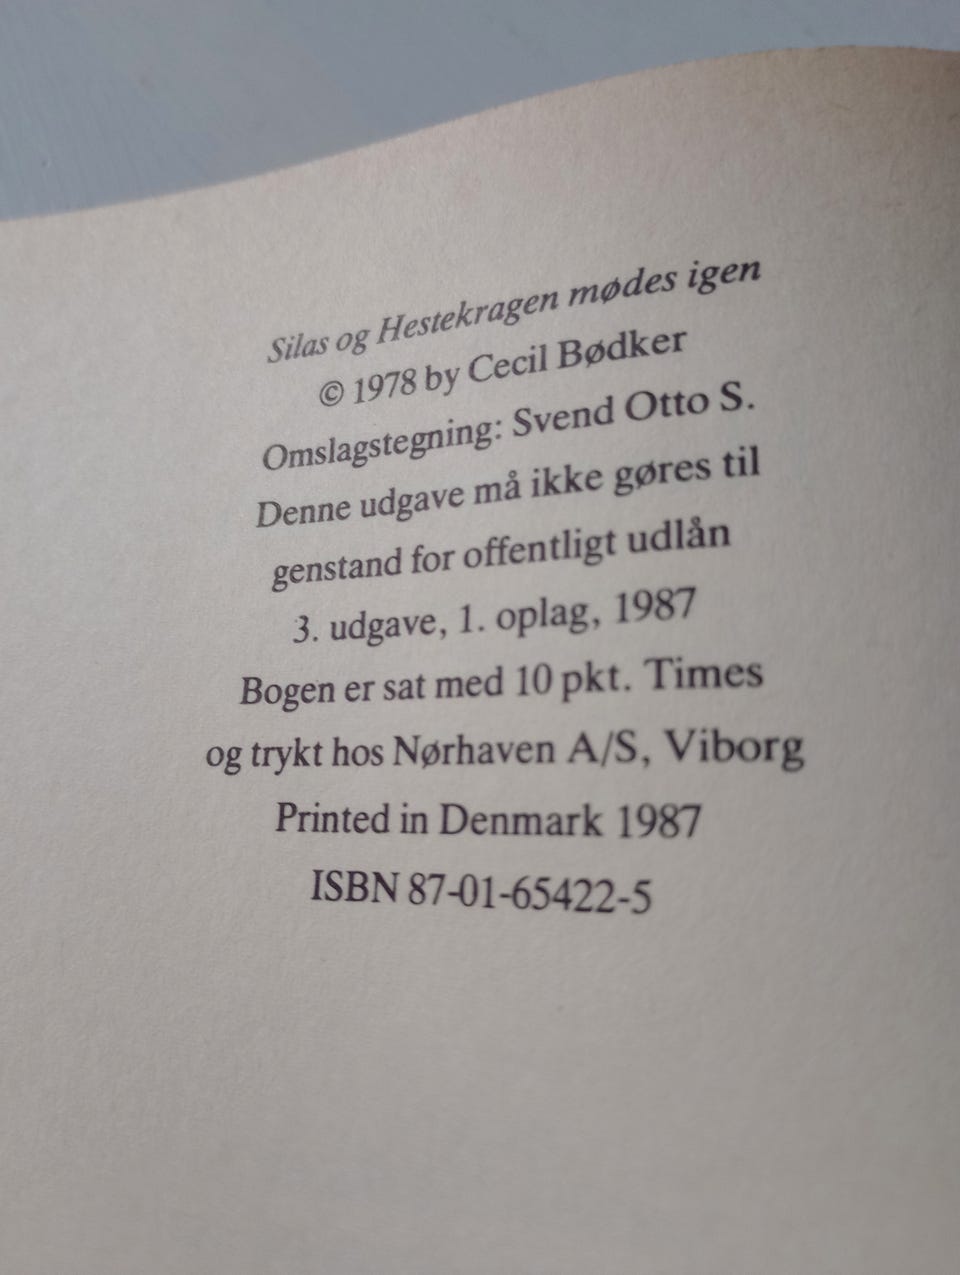 Silas og Hestekragen mødes igen
© 1978 by Cecil Bødker
Omslagstegning: Svend Otto S.
Denne udgave må ikke gøres til
genstand for offentligt udlån
3. udgave, 1. oplag, 1987
Bogen er sat med 10 pkt. Times
og trykt hos Nørhaven A/S, Viborg
Printed in Denmark 1987
ISBN 87-01-65422-5